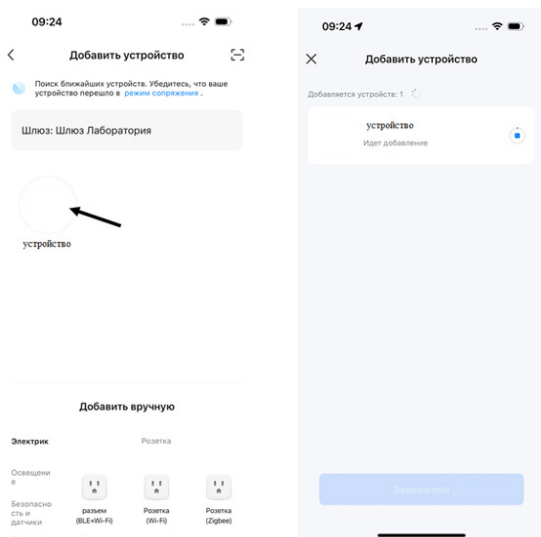 09:24
Добавить устройство
Поиск ближайших устройств. Убедитесь, что ваше
устройство перешло в режим сопряжения .
Шлюз: Шлюз Лаборатория
устройство
Добавить вручную
Электрик
Розетка
Освещени
е
Безопасно
сть и
датчики
разъем
(BLE+Wi-Fi)
Розетка
(Wi-Fi)
Розетка
(Zigbee)
09:24
Добавить устройство
Добавляется устройств: 1
устройство
Идет добавление
Завершено